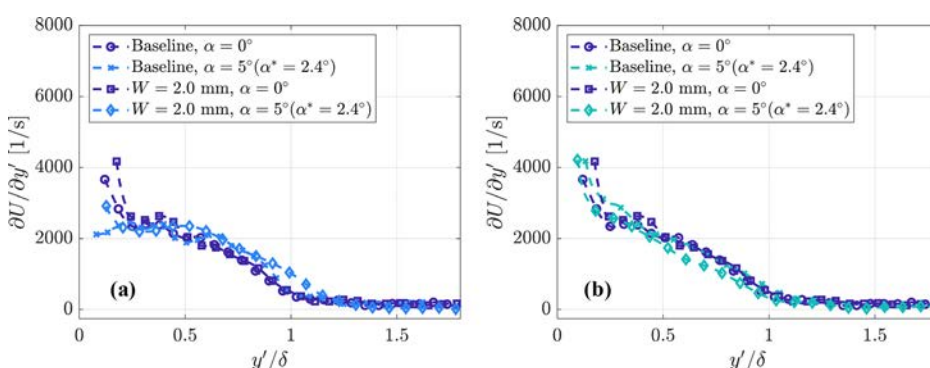 8000
6000
4000
2000
0
∂U/∂y′ [1/s]
Baseline, α = 0°
Baseline, α = 5°(α* = 2.4°)
W = 2.0 mm, α = 0°
W = 2.0 mm, α = 5°(α* = 2.4°)
(a)
0 0.5 1 1.5
y′/δ
8000
6000
4000
2000
0
∂U/∂y′ [1/s]
Baseline, α = 0°
Baseline, α = 5°(α* = 2.4°)
W = 2.0 mm, α = 0°
W = 2.0 mm, α = 5°(α* = 2.4°)
(b)
0 0.5 1 1.5
y′/δ